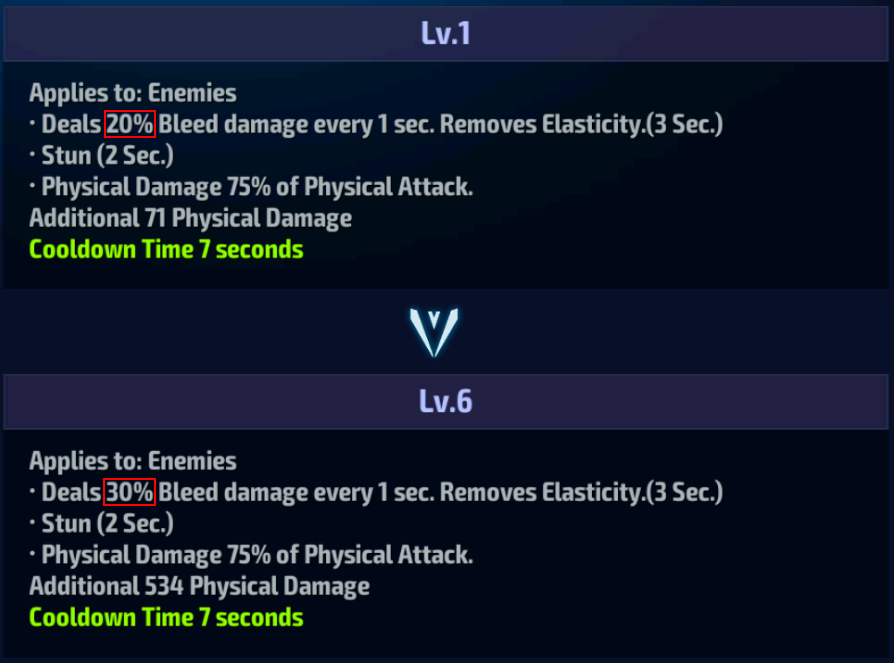 Lv.1
Applies to: Enemies
· Deals 20% Bleed damage every 1 sec. Removes Elasticity.(3 Sec.)
· Stun (2 Sec.)
· Physical Damage 75% of Physical Attack.
Additional 71 Physical Damage
Cooldown Time 7 seconds
Lv.6
Applies to: Enemies
· Deals 30% Bleed damage every 1 sec. Removes Elasticity.(3 Sec.)
· Stun (2 Sec.)
· Physical Damage 75% of Physical Attack.
Additional 534 Physical Damage
Cooldown Time 7 seconds